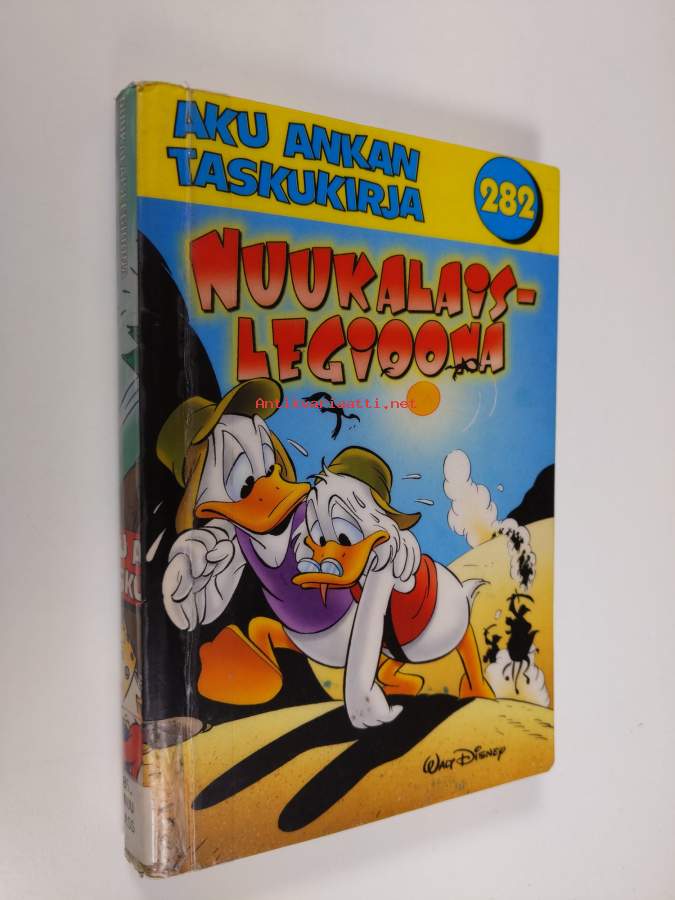 AKU ANKAN
TASKUKIRJA
282
NUUKALAIS-
LEGIOONA
Antikvariaatti.net
WALT DISNEY